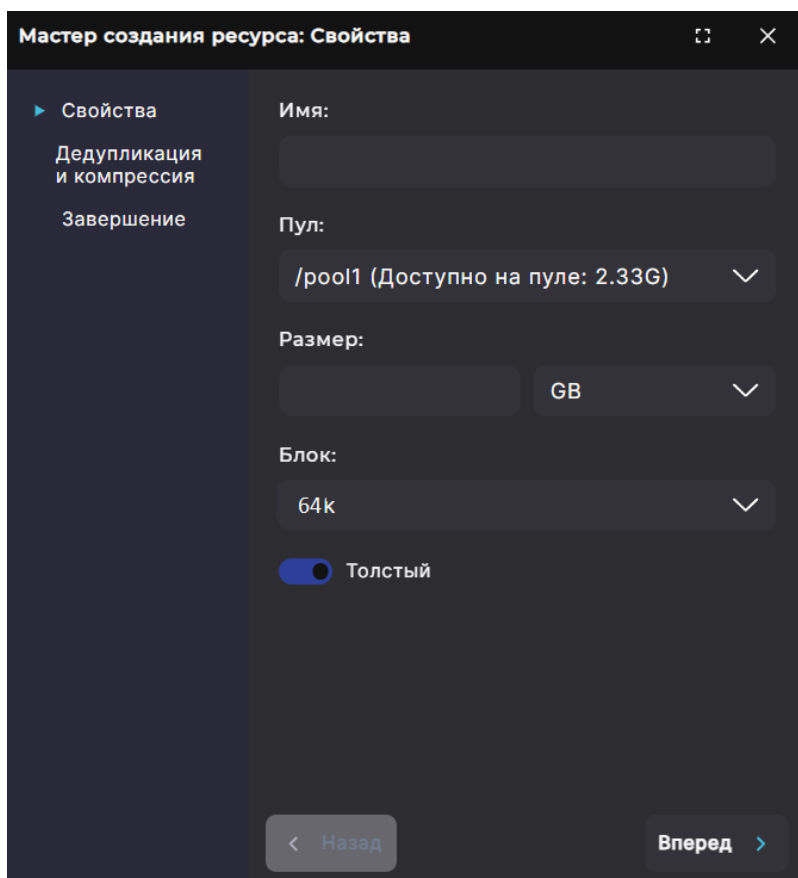 Мастер создания ресурса: Свойства
Свойства
Дедупликация
и компрессия
Завершение
Имя:
Пул:
/pool1 (Доступно на пуле: 2.33G)
Размер:
GB
Блок:
64k
Толстый
Назад
Вперед